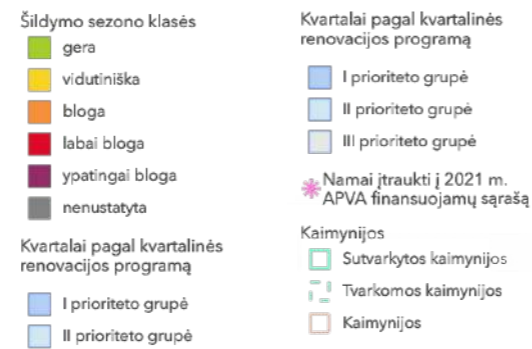 Šildymo sezono klasės
gera
vidutiniška
bloga
labai bloga
ypatingai bloga
nenustatyta
Kvartalai pagal kvartalinės
renovacijos programą
I prioriteto grupė
II prioriteto grupė
Kvartalai pagal kvartalinės
renovacijos programą
I prioriteto grupė
II prioriteto grupė
III prioriteto grupė
Namai įtraukti į 2021 m.
APVA finansuojamų sąrašą
Kaimynijos
Sutvarkytos kaimynijos
Tvarkomos kaimynijos
Kaimynijos